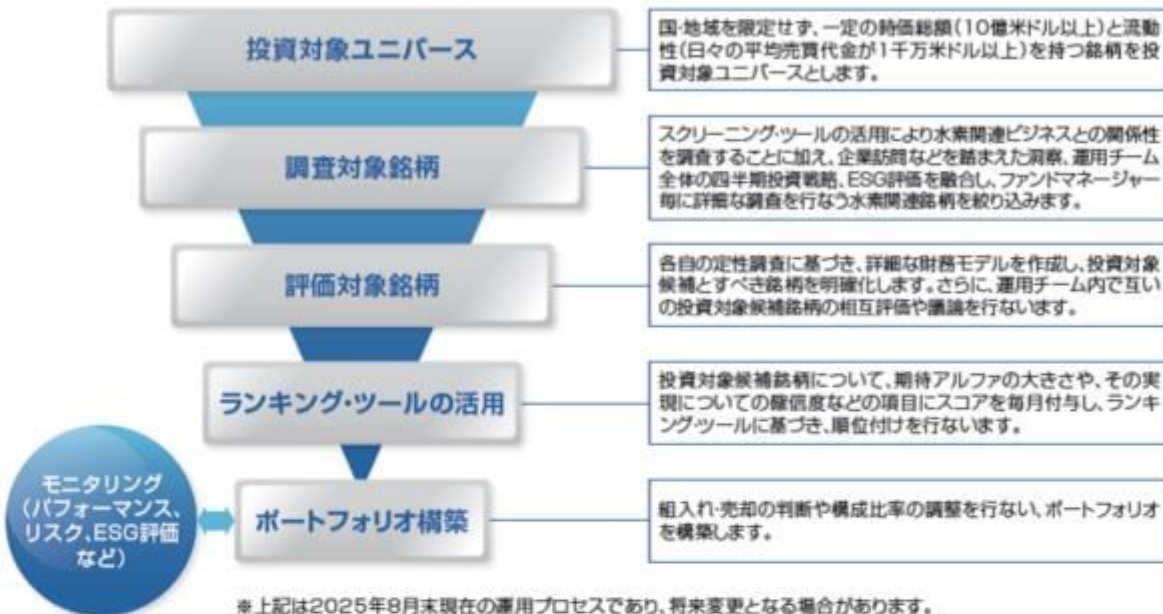 投資対象ユニバース
国・地域を限定せず、一定の時価総額(10億米ドル以上)と流動
性(日々の平均売買代金が1千万米ドル以上)を持つ銘柄を投
資対象ユニバースとします。
調査対象銘柄
スクリーニング・ツールの活用により水素関連ビジネスとの関係性
を調査することに加え、企業訪問などを踏まえた洞察、運用チーム
全体の四半期投資戦略、ESG評価を融合し、ファンドマネージャー
毎に詳細な調査を行なう水素関連銘柄を絞り込みます。
評価対象銘柄
各自の定性調査に基づき、詳細な財務モデルを作成し、投資対象
候補とすべき銘柄を明確化します。さらに、運用チーム内で互い
の投資対象候補銘柄の相互評価や議論を行ないます。
ランキング・ツールの活用
投資対象候補銘柄について、期待アルファの大きさや、その実
現についての確信度などの項目にスコアを毎月付与し、ランキ
ング・ツールに基づき、順位付けを行ないます。
モニタリング
(パフォーマンス、
リスク、ESG評価
など)
ポートフォリオ構築
組入れ・売却の判断や構成比率の調整を行ない、ポートフォリオ
を構築します。
※上記は2025年8月末現在の運用プロセスであり、将来変更となる場合があります。